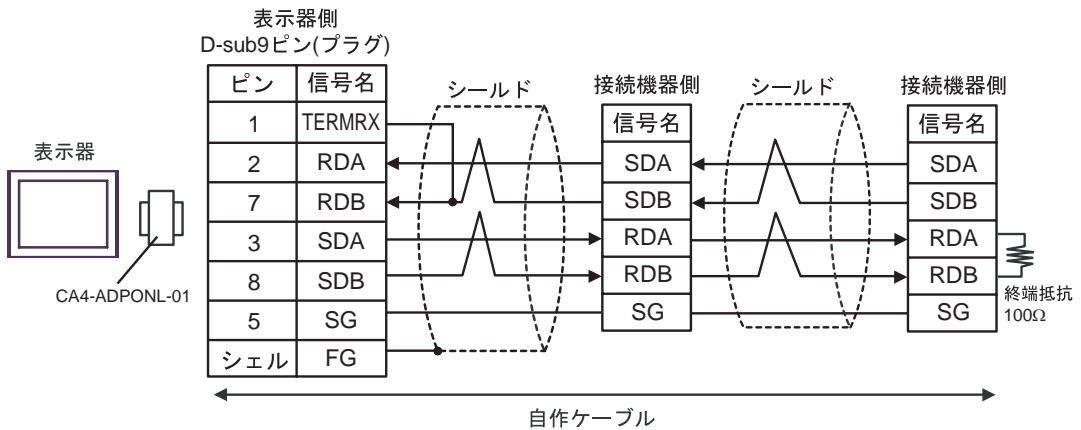 表示器側
D-sub9ピン(プラグ)
ピン 信号名
1 TERMRX
2 RDA
7 RDB
3 SDA
8 SDB
5 SG
シェル FG
シールド
接続機器側
信号名
SDA
SDB
RDA
RDB
SG
シールド
接続機器側
信号名
SDA
SDB
RDA
RDB
SG
終端抵抗
100Ω
表示器
CA4-ADPONL-01
自作ケーブル